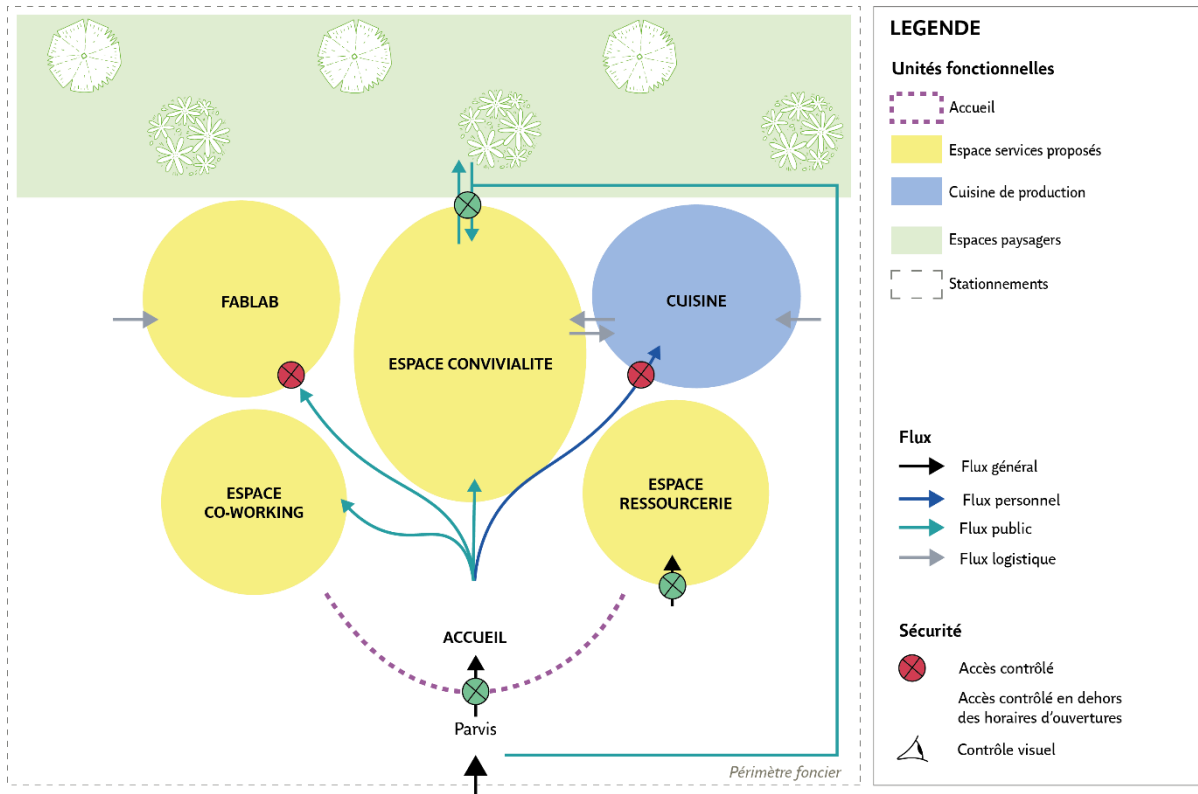 FABLAB
CUISINE
ESPACE CONVIVIALITE
ESPACE
CO-WORKING
ESPACE
RESSOURCERIE
ACCUEIL
Parvis
Périmètre foncier
LEGENDE
Unités fonctionnelles
Accueil
Espace services proposés
Cuisine de production
Espaces paysagers
Stationnements
Flux
Flux général
Flux personnel
Flux public
Flux logistique
Sécurité
Accès contrôlé
Accès contrôlé en dehors
des horaires d'ouvertures
Contrôle visuel